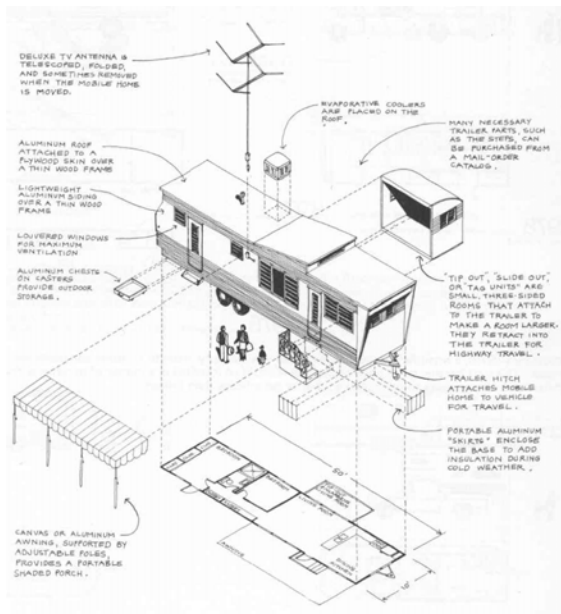 DELUXE TV ANTENNA IS
TELESCOPED, FOLDED,
AND SOMETIMES REMOVED
WHEN THE MOBILE HOME
IS MOVED.
EVAPORATIVE COOLERS
ARE PLACED ON THE
ROOF.
MANY NECESSARY
TRAILER PARTS, SUCH
AS THE STEPS, CAN
BE PURCHASED FROM
A MAIL-ORDER
CATALOG.
ALUMINUM ROOF
ATTACHED TO A
PLYWOOD SKIN OVER
A THIN WOOD FRAME
LIGHTWEIGHT
ALUMINUM SIDING
OVER A THIN WOOD
FRAME
LOUVERED WINDOWS
FOR MAXIMUM
VENTILATION
ALUMINUM CHESTS
ON CASTERS
PROVIDE OUTDOOR
STORAGE.
"TIP OUT", "SLIDE OUT",
OR "TAG UNITS" ARE
SMALL, THREE-SIDED
ROOMS THAT ATTACH
TO THE TRAILER TO
MAKE A ROOM LARGER.
THEY RETRACT INTO
THE TRAILER FOR
HIGHWAY TRAVEL.
TRAILER HITCH
ATTACHES MOBILE
HOME TO VEHICLE
FOR TRAVEL.
PORTABLE ALUMINUM
"SKIRTS" ENCLOSE
THE BASE TO ADD
INSULATION DURING
COLD WEATHER.
BEDROOM
50'
CANVAS OR ALUMINUM
AWNING, SUPPORTED BY
ADJUSTABLE POLES,
PROVIDES A PORTABLE
SHADED PORCH.